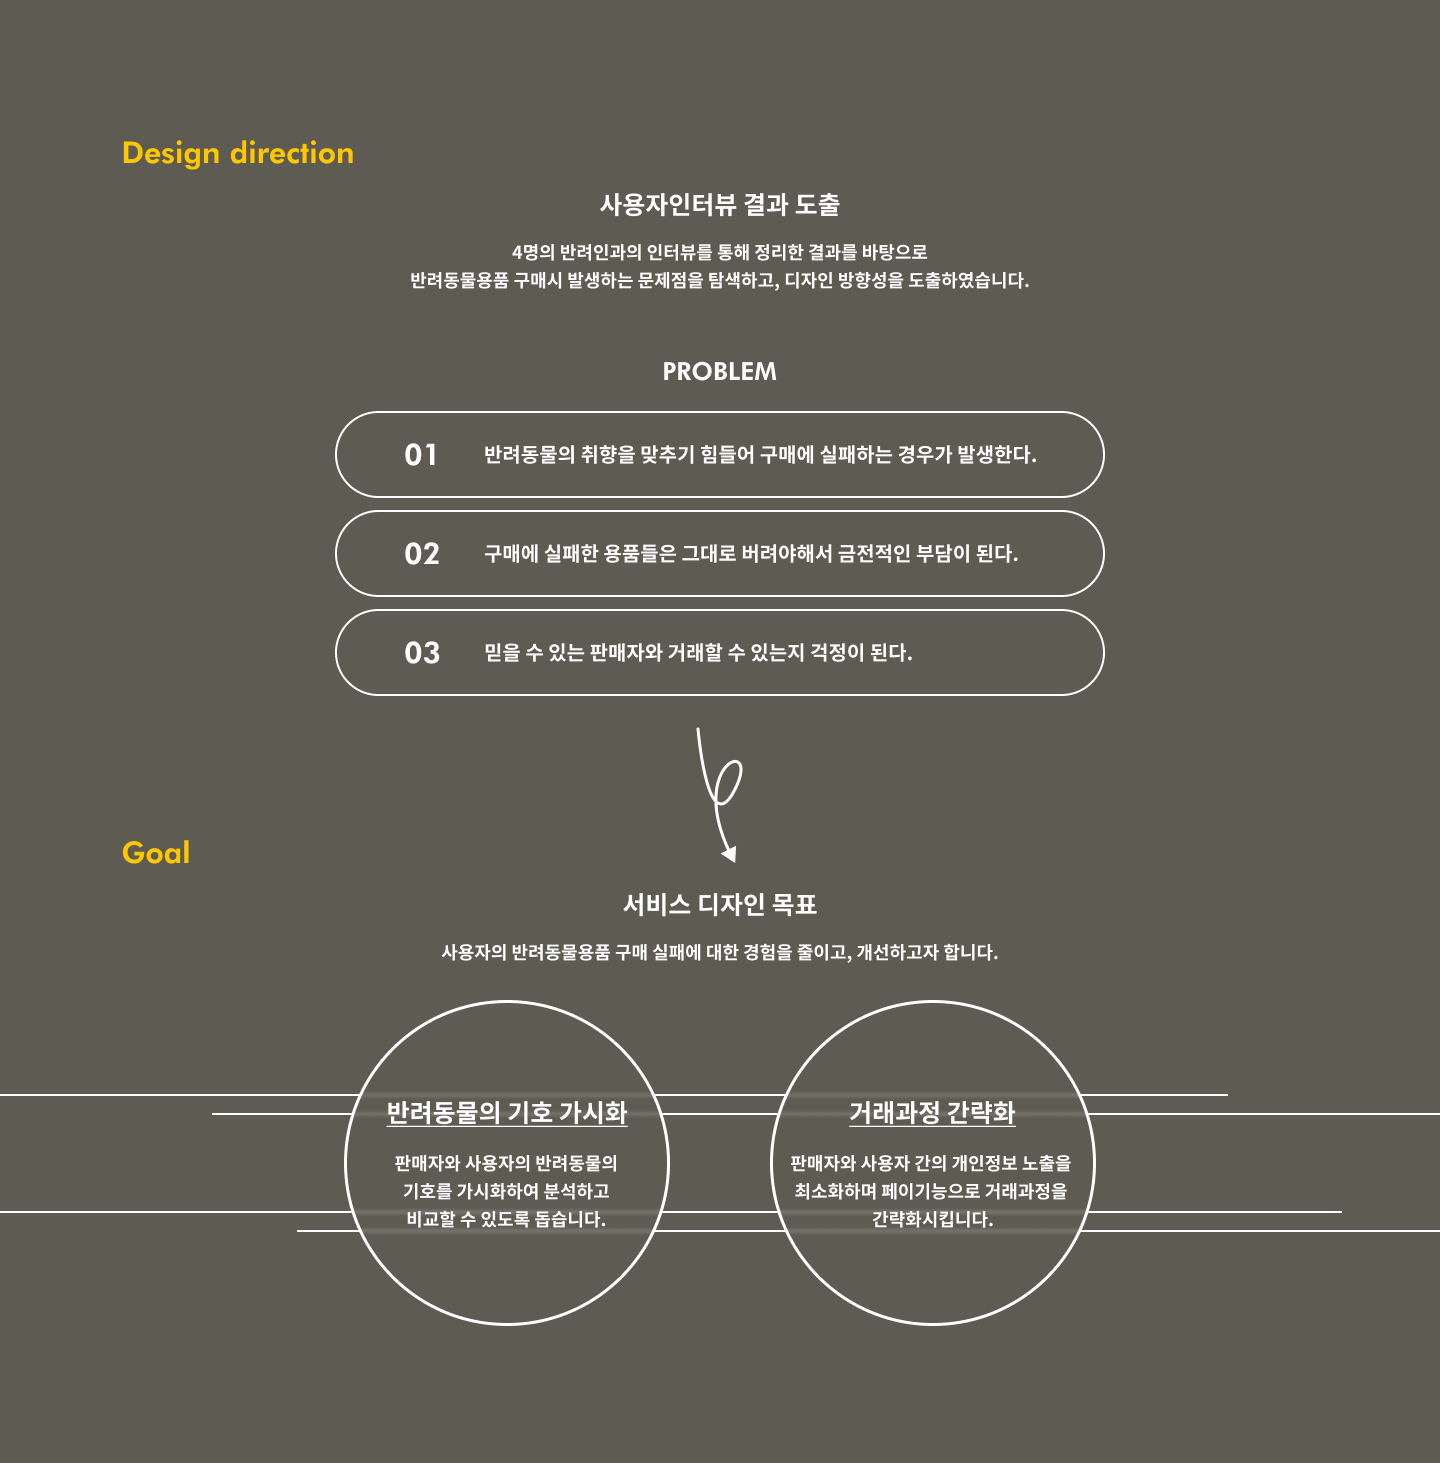 Design direction
사용자인터뷰 결과 도출
4명의 반려인과의 인터뷰를 통해 정리한 결과를 바탕으로
반려동물용품 구매시 발생하는 문제점을 탐색하고, 디자인 방향성을 도출하였습니다.
PROBLEM
01 반려동물의 취향을 맞추기 힘들어 구매에 실패하는 경우가 발생한다.
02 구매에 실패한 용품들은 그대로 버려야해서 금전적인 부담이 된다.
03 믿을 수 있는 판매자와 거래할 수 있는지 걱정이 된다.
Goal
서비스 디자인 목표
사용자의 반려동물용품 구매 실패에 대한 경험을 줄이고, 개선하고자 합니다.
반려동물의 기호 가시화
판매자와 사용자의 반려동물의
기호를 가시화하여 분석하고
비교할 수 있도록 돕습니다.
거래과정 간략화
판매자와 사용자 간의 개인정보 노출을
최소화하며 페이기능으로 거래과정을
간략화시킵니다.